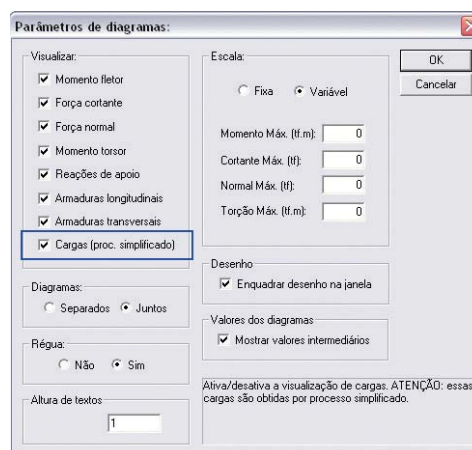 Parâmetros de diagramas:
Visualizar:
Momento fletor
Força cortante
Força normal
Momento torsor
Reações de apoio
Armaduras longitudinais
Armaduras transversais
Cargas (proc. simplificado)
Diagramas:
Separados Juntos
Régua:
Não Sim
Altura de textos
1
Escala:
Fixa Variável
Momento Máx. (tf.m): 0
Cortante Máx. (tf): 0
Normal Máx. (tf): 0
Torção Máx. (tf.m): 0
Desenho
Enquadrar desenho na janela
Valores dos diagramas
Mostrar valores intermediários
Ativa/desativa a visualização de cargas. ATENÇÃO: essas
cargas são obtidas por processo simplificado.
OK
Cancelar